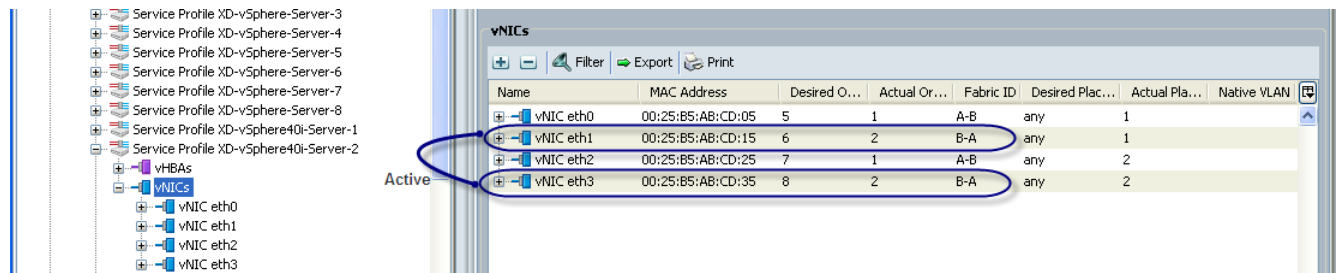 Service Profile XD-vSphere-Server-3
Service Profile XD-vSphere-Server-4
Service Profile XD-vSphere-Server-5
Service Profile XD-vSphere-Server-6
Service Profile XD-vSphere-Server-7
Service Profile XD-vSphere-Server-8
Service Profile XD-vSphere40i-Server-1
Service Profile XD-vSphere40i-Server-2
vHBAs
vNICs
vNIC eth0
vNIC eth1
vNIC eth2
vNIC eth3
Active
vNICs
Filter Export Print
Name MAC Address Desired O... Actual Or... Fabric ID Desired Plac... Actual Pla... Native VLAN
vNIC eth0 00:25:B5:AB:CD:05 5 1 A-B any 1
vNIC eth1 00:25:B5:AB:CD:15 6 2 B-A any 1
vNIC eth2 00:25:B5:AB:CD:25 7 1 A-B any 2
vNIC eth3 00:25:B5:AB:CD:35 8 2 B-A any 2